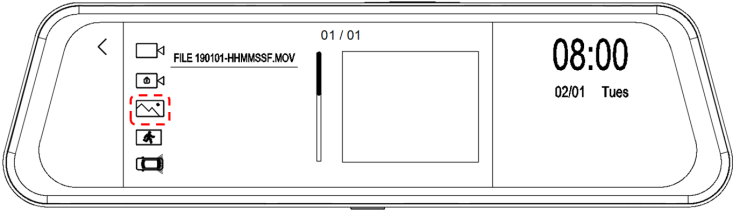 01 / 01
FILE 190101-HHMMSSF.MOV
08:00
02/01 Tues